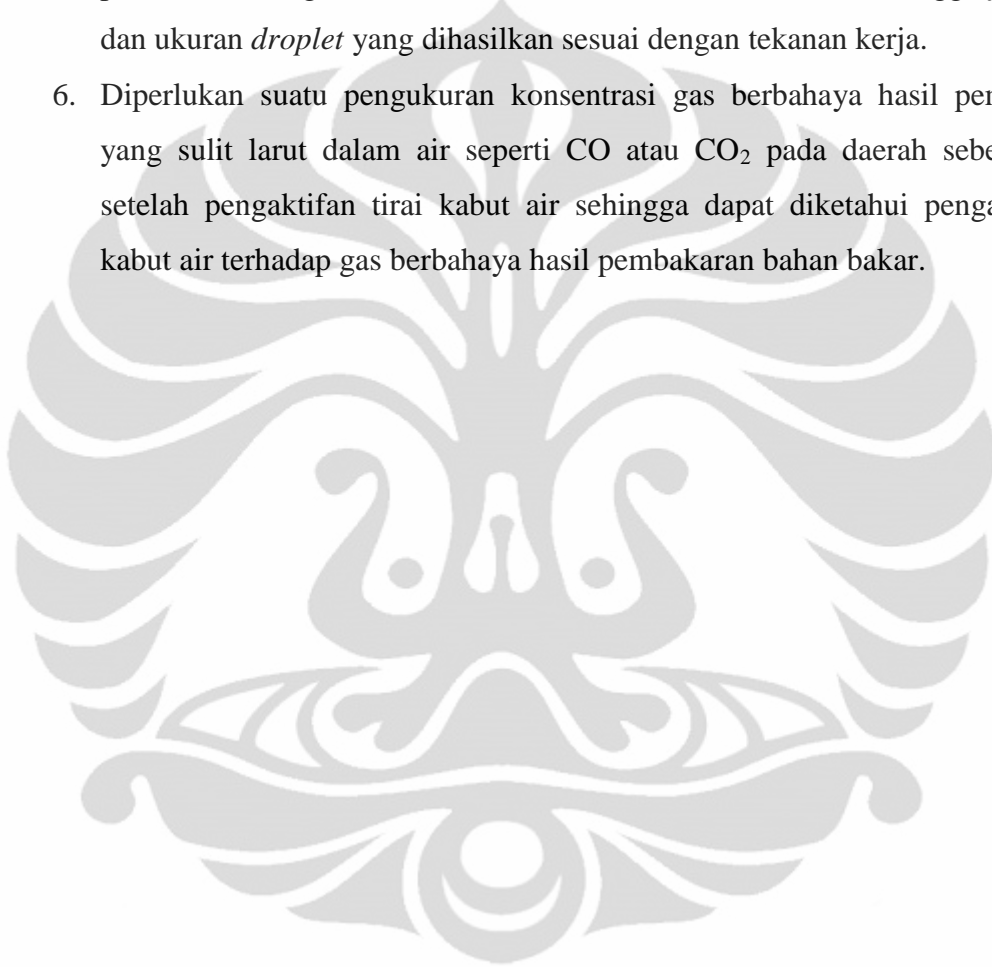 dan ukuran droplet yang dihasilkan sesuai dengan tekanan kerja.
6. Diperlukan suatu pengukuran konsentrasi gas berbahaya hasil
yang sulit larut dalam air seperti CO atau CO₂ pada daerah
setelah pengaktifan tirai kabut air sehingga dapat diketahui
kabut air terhadap gas berbahaya hasil pembakaran bahan bakar.